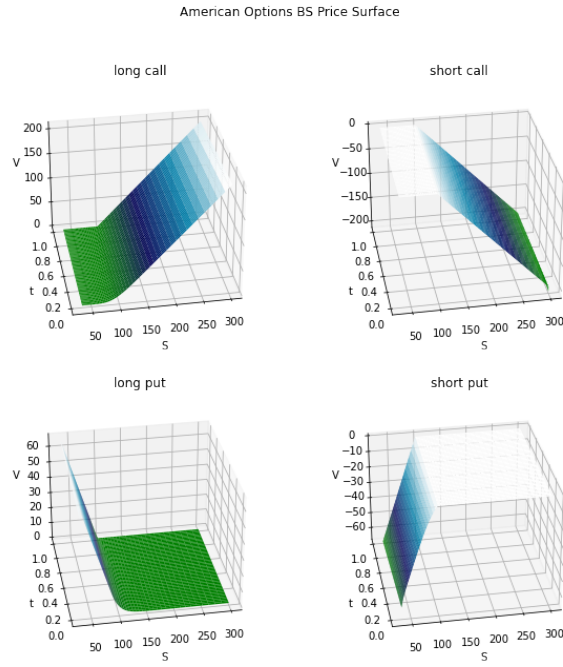 American Options BS Price Surface
long call
short call
200
150
V
100
50
0
1.0
0.8
0.6
t 0.4
0.2
0.0
50 100 150 200 250 300
S
0
−50
V
−100
−150
−200
1.0
0.8
0.6
t 0.4
0.2
0.0
50 100 150 200 250 300
S
long put
short put
60
50
V 40
30
20
10
0
1.0
0.8
0.6
t 0.4
0.2
0.0
50 100 150 200 250 300
S
0
−10
−20
V −30
−40
−50
−60
1.0
0.8
0.6
t 0.4
0.2
0.0
50 100 150 200 250 300
S